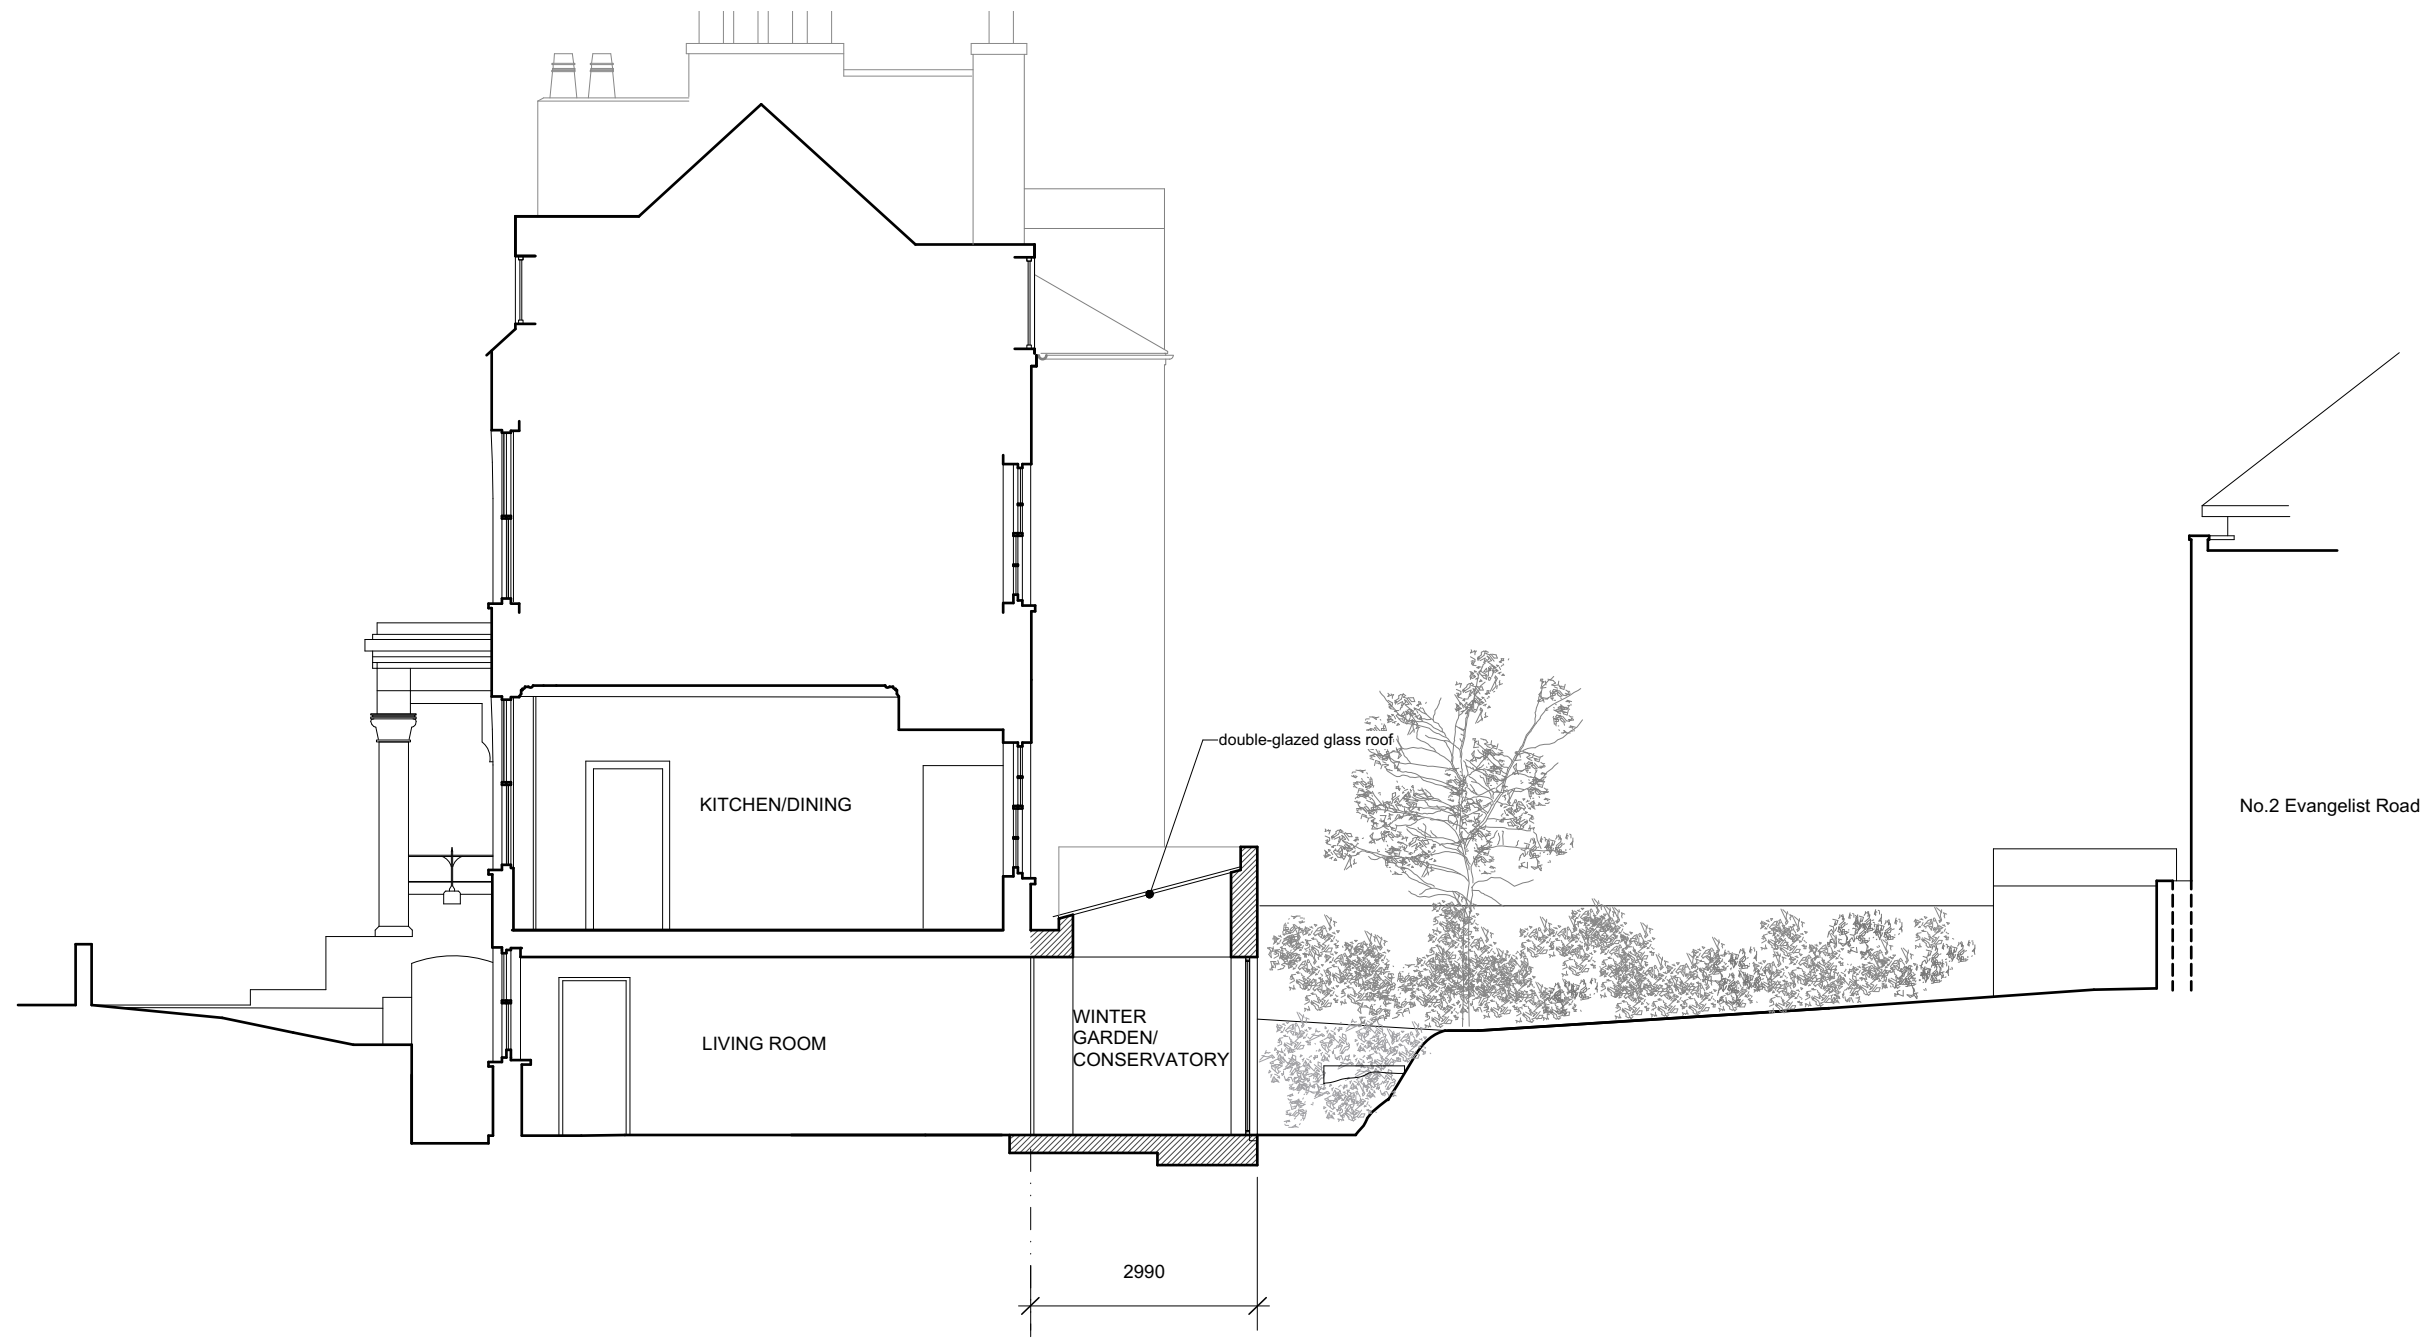 double-glazed glass roof
KITCHEN/DINING
No.2 Evangelist Road
WINTER
GARDEN/
CONSERVATORY
LIVING ROOM
2990